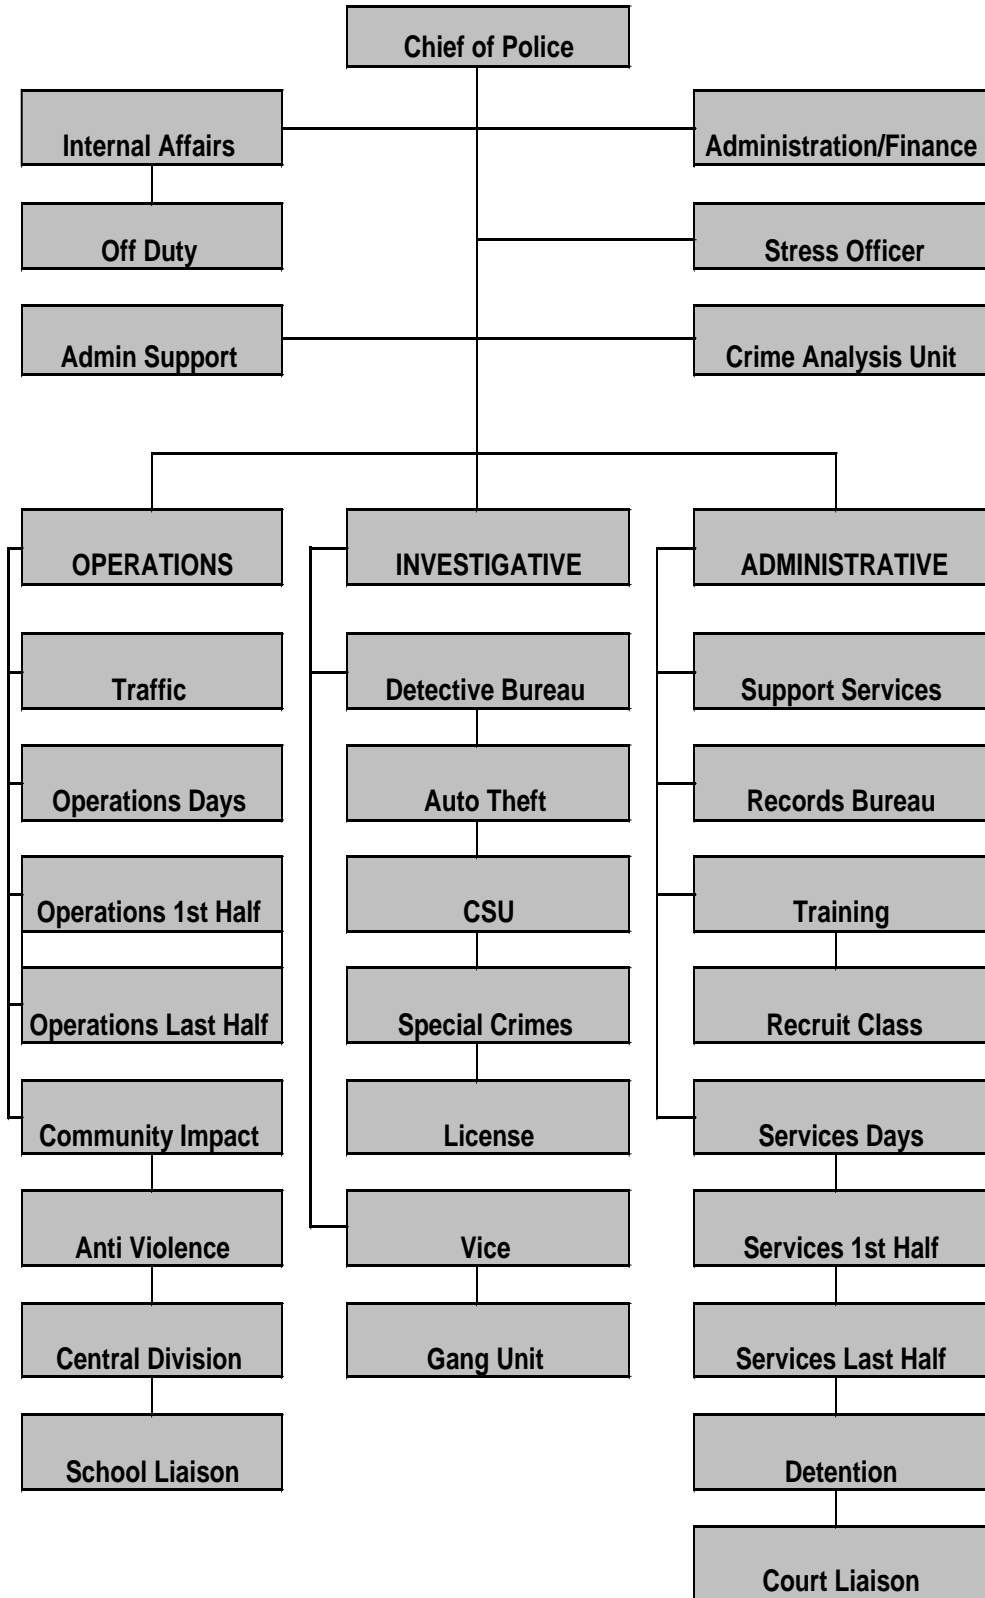 Chief of Police
Internal Affairs
Administration/Finance
Off Duty
Stress Officer
Admin Support
Crime Analysis Unit
OPERATIONS
INVESTIGATIVE
ADMINISTRATIVE
Traffic
Detective Bureau
Support Services
Operations Days
Auto Theft
Records Bureau
Operations 1st Half
CSU
Training
Operations Last Half
Special Crimes
Recruit Class
Community Impact
License
Services Days
Anti Violence
Vice
Services 1st Half
Central Division
Gang Unit
Services Last Half
School Liaison
Detention
Court Liaison